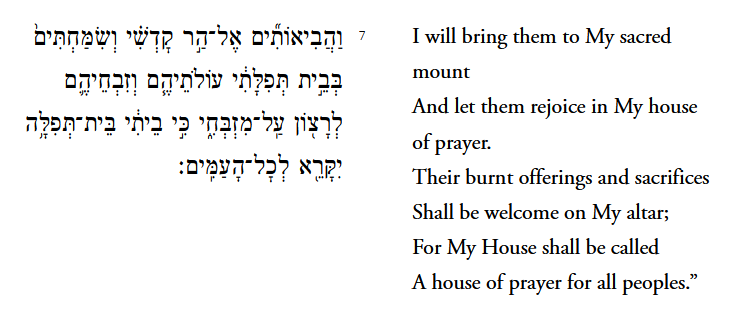 7 וַהֲבִיאוֹתִ֞ים אֶל־הַ֣ר קׇדְשִׁ֗י וְשִׂמַּחְתִּים֙
בְּבֵ֣ית תְּפִלָּתִ֔י עוֹלֹתֵיהֶ֧ם וְזִבְחֵיהֶ֛ם
לְרָצ֖וֹן עַֽל־מִזְבְּחִ֑י כִּ֣י בֵיתִ֔י בֵּית־תְּפִלָּ֥ה
יִקָּרֵ֖א לְכׇל־הָעַמִּֽים׃
I will bring them to My sacred
mount
And let them rejoice in My house
of prayer.
Their burnt offerings and sacrifices
Shall be welcome on My altar;
For My House shall be called
A house of prayer for all peoples.”